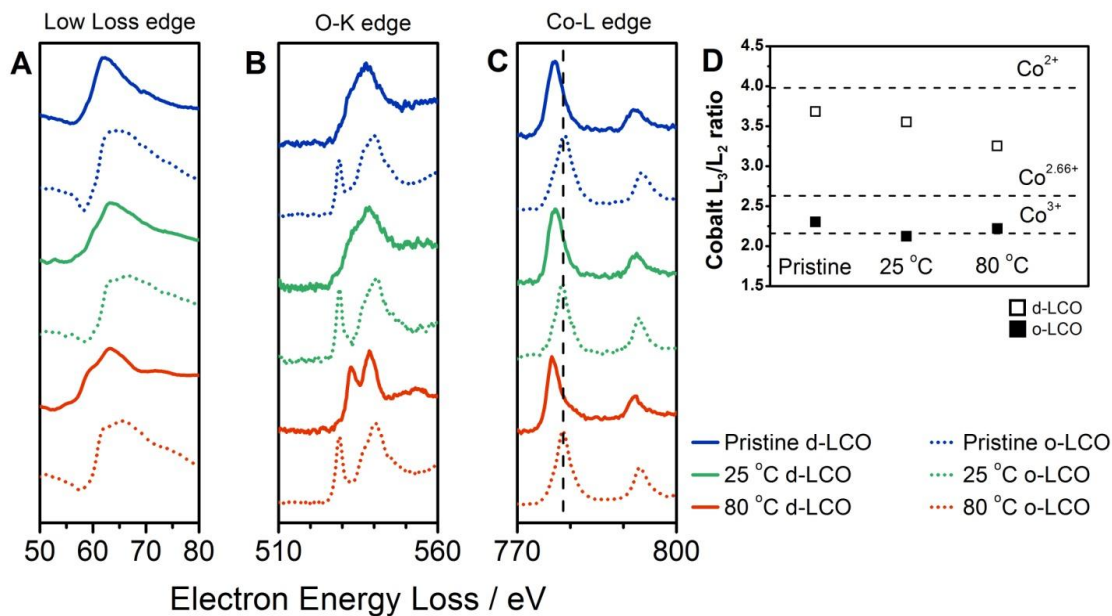 Low Loss edge
O-K edge
Co-L edge
A
B
C
D
4.5
4.0
3.5
3.0
2.5
2.0
1.5
Cobalt L₃/L₂ ratio
Co²⁺
Co²·⁶⁶⁺
Co³⁺
Pristine 25 °C 80 °C
d-LCO
o-LCO
Pristine d-LCO
25 °C d-LCO
80 °C d-LCO
Pristine o-LCO
25 °C o-LCO
80 °C o-LCO
50 60 70 80
510 560
770 800
Electron Energy Loss / eV